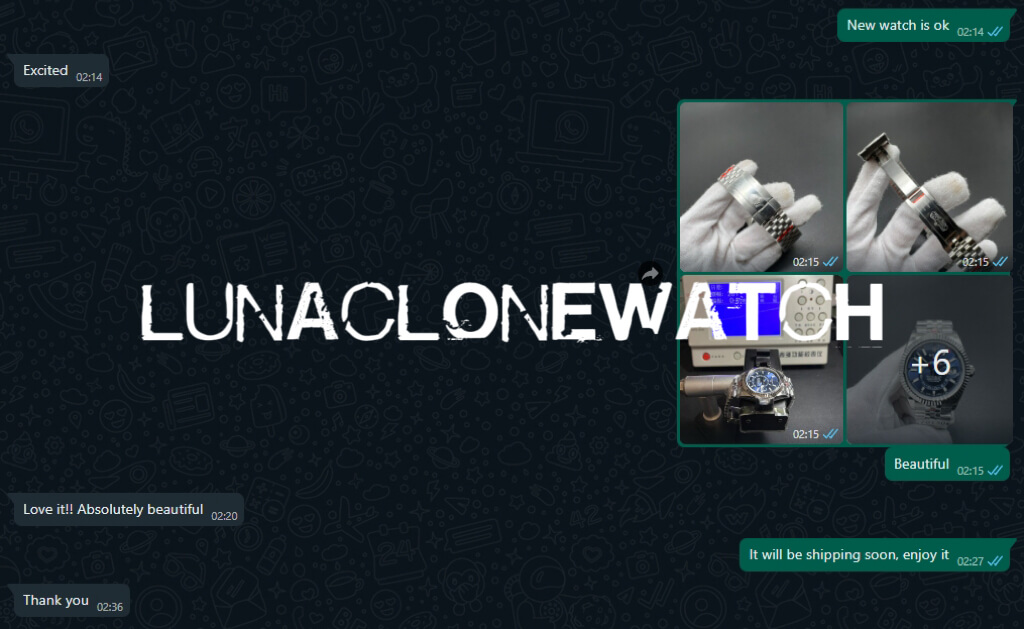 New watch is ok 02:14
Excited 02:14
02:15
02:15
LUNACLONEWATCH
+6
02:15
Beautiful 02:15
Love it!! Absolutely beautiful 02:20
It will be shipping soon, enjoy it 02:27
Thank you 02:36